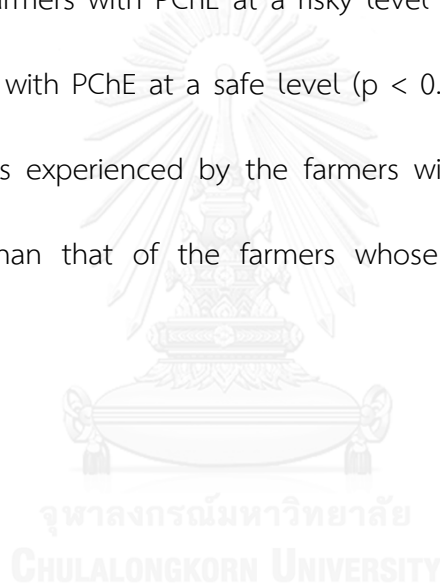 armers with PChE at a risky level
with PChE at a safe level (p < 0.
s experienced by the farmers wi
han that of the farmers whose
จุฬาลงกรณ์มหาวิทยาลัย
CHULALONGKORN UNIVERSITY